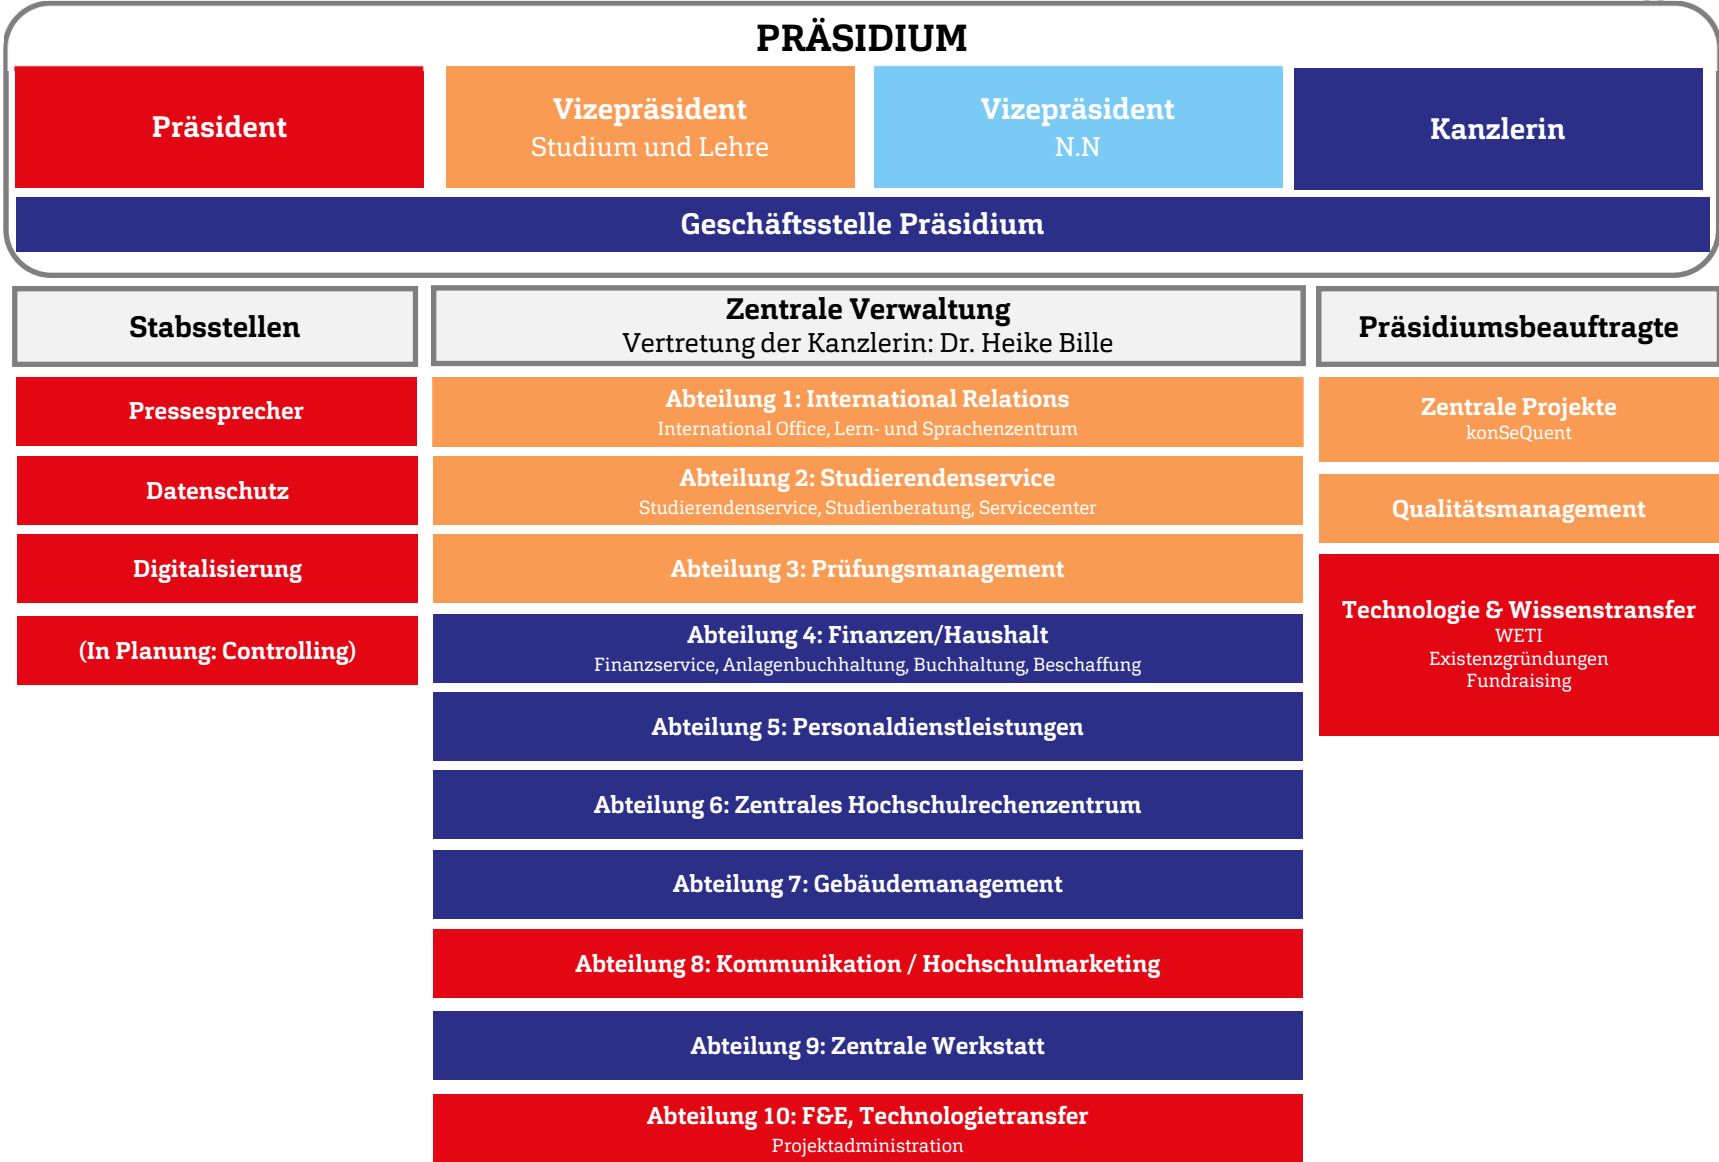 PRÄSIDIUM
Präsident
Vizepräsident
Studium und Lehre
Vizepräsident
N.N
Kanzlerin
Geschäftsstelle Präsidium
Stabsstellen
Pressesprecher
Datenschutz
Digitalisierung
(In Planung: Controlling)
Zentrale Verwaltung
Vertretung der Kanzlerin: Dr. Heike Bille
Abteilung 1: International Relations
International Office, Lern- und Sprachenzentrum
Abteilung 2: Studierendenservice
Studierendenservice, Studienberatung, Servicecenter
Abteilung 3: Prüfungsmanagement
Abteilung 4: Finanzen/Haushalt
Finanzservice, Anlagenbuchhaltung, Buchhaltung, Beschaffung
Abteilung 5: Personaldienstleistungen
Abteilung 6: Zentrales Hochschulrechenzentrum
Abteilung 7: Gebäudemanagement
Abteilung 8: Kommunikation / Hochschulmarketing
Abteilung 9: Zentrale Werkstatt
Abteilung 10: F&E, Technologietransfer
Projektadministration
Präsidiumsbeauftragte
Zentrale Projekte
konSeQuent
Qualitätsmanagement
Technologie & Wissenstransfer
WETI
Existenzgründungen
Fundraising